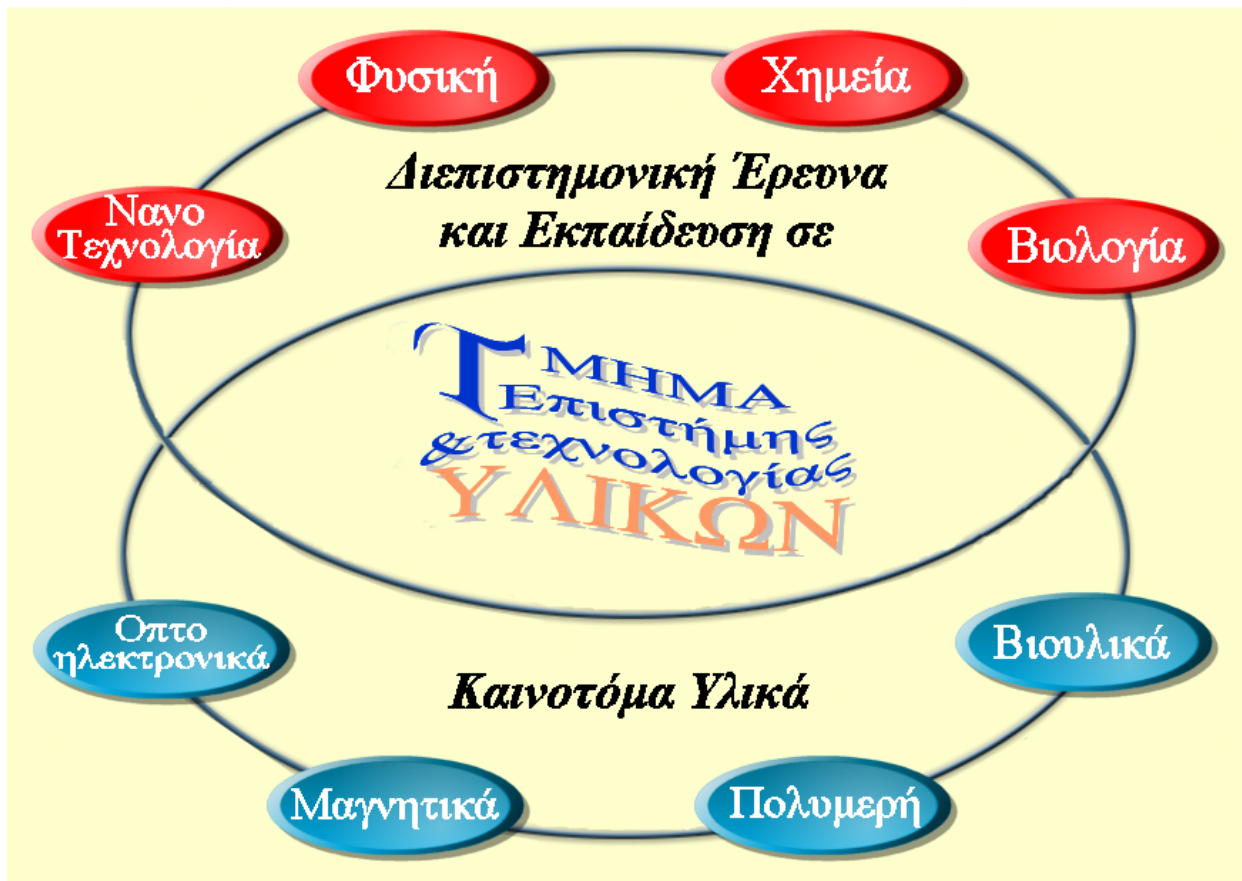 Φυσική
Χημεία
Διεπιστημονική Έρευνα
και Εκπαίδευση σε
Νανο
Τεχνολογία
Βιολογία
ΤΜΗΜΑ
Επιστήμης
&τεχνολογίας
ΥΛΙΚΩΝ
Οπτο
ηλεκτρονικά
Βιουλικά
Καινοτόμα Υλικά
Μαγνητικά
Πολυμερή